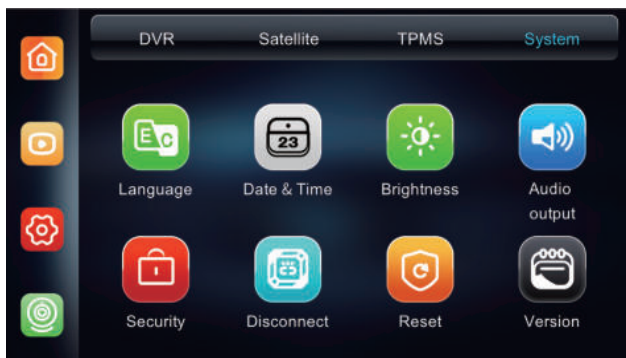 DVR Satellite TPMS System
EC
23
Language Date & Time Brightness Audio
output
Security Disconnect Reset Version